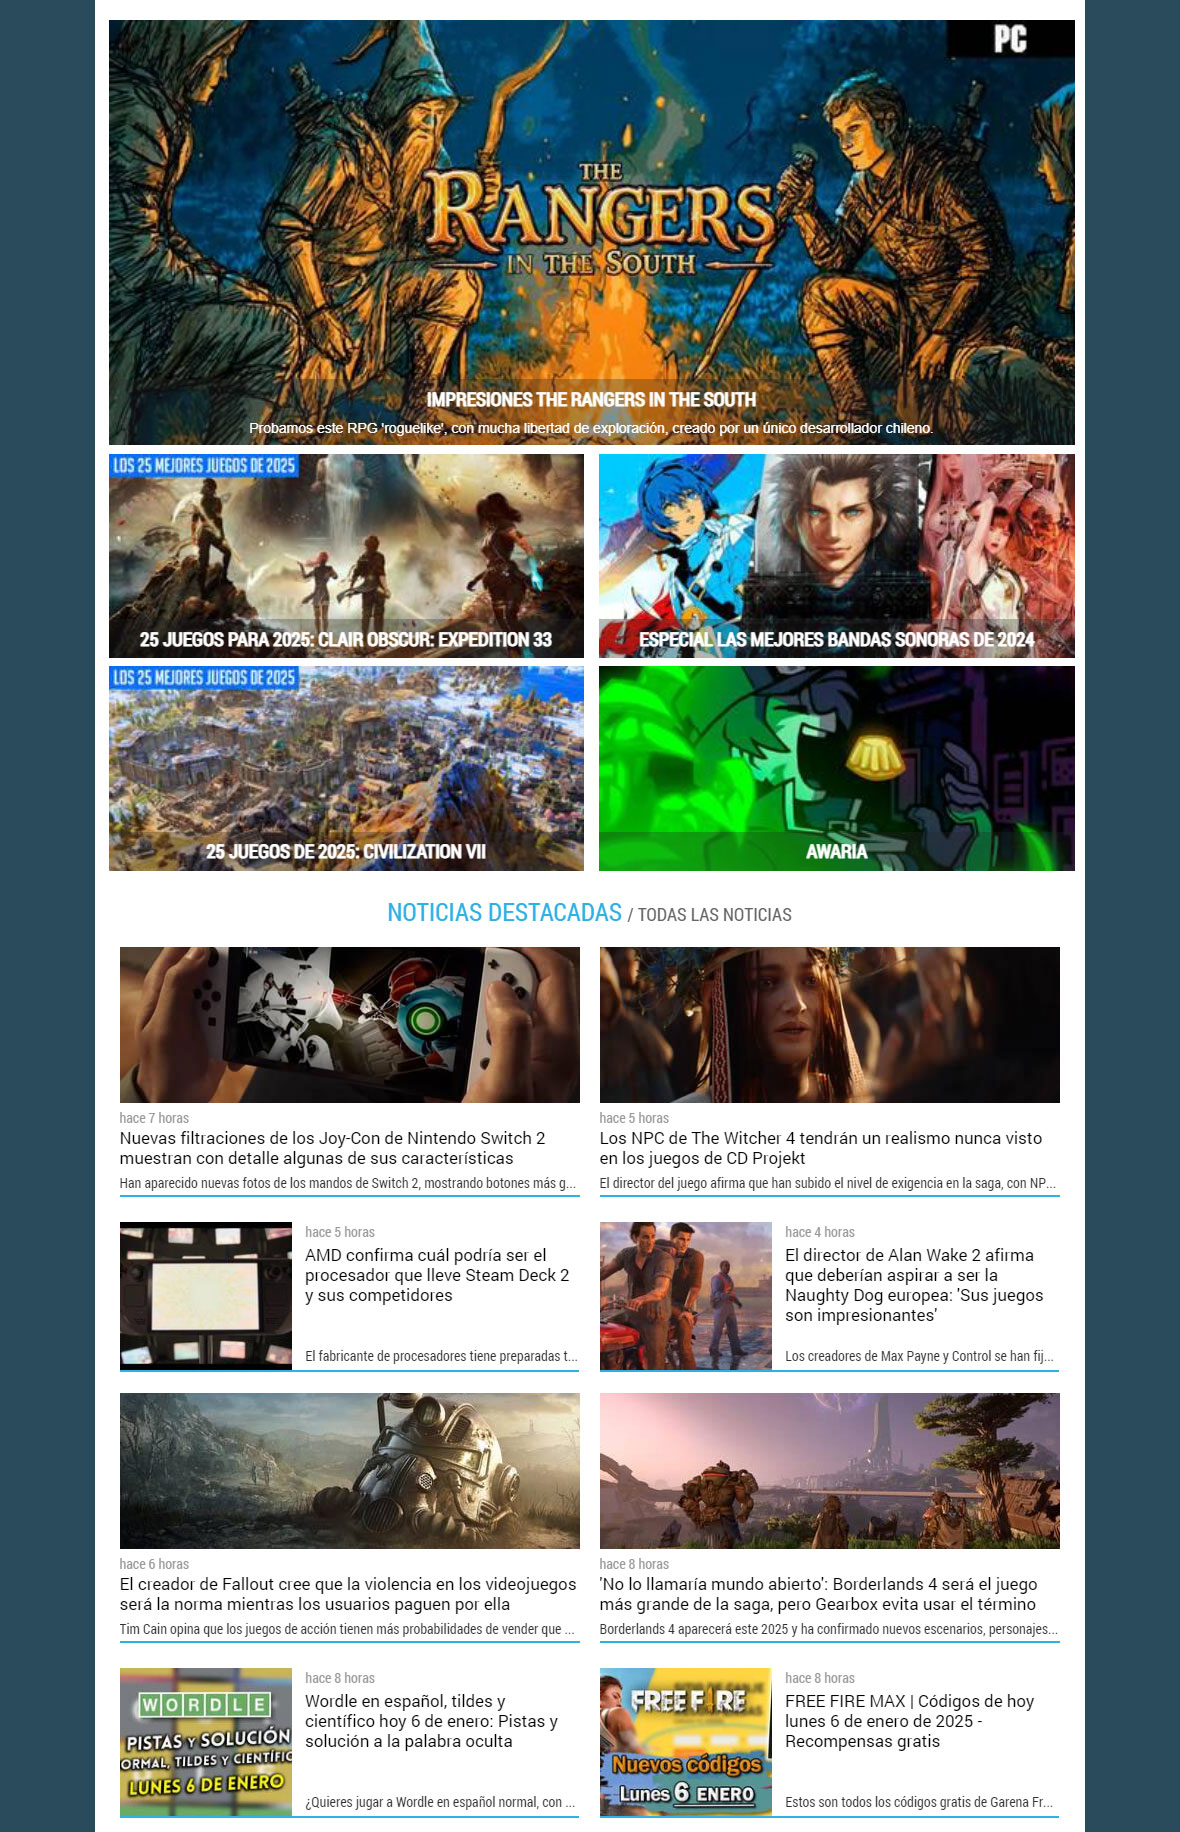 PC
THE
RANGERS
IN THE SOUTH
IMPRESIONES THE RANGERS IN THE SOUTH
Probamos este RPG 'roguelike', con mucha libertad de exploración, creado por un único desarrollador chileno.
LOS 25 MEJORES JUEGOS DE 2025
25 JUEGOS PARA 2025: CLAIR OBSCUR: EXPEDITION 33
ESPECIAL LAS MEJORES BANDAS SONORAS DE 2024
LOS 25 MEJORES JUEGOS DE 2025
25 JUEGOS DE 2025: CIVILIZATION VII
AWARIA
NOTICIAS DESTACADAS / TODAS LAS NOTICIAS
hace 7 horas
Nuevas filtraciones de los Joy-Con de Nintendo Switch 2
muestran con detalle algunas de sus características
Han aparecido nuevas fotos de los mandos de Switch 2, mostrando botones más g...
hace 5 horas
Los NPC de The Witcher 4 tendrán un realismo nunca visto
en los juegos de CD Projekt
El director del juego afirma que han subido el nivel de exigencia en la saga, con NP...
hace 5 horas
AMD confirma cuál podría ser el
procesador que lleve Steam Deck 2
y sus competidores
El fabricante de procesadores tiene preparadas t...
hace 4 horas
El director de Alan Wake 2 afirma
que deberían aspirar a ser la
Naughty Dog europea: 'Sus juegos
son impresionantes'
Los creadores de Max Payne y Control se han fij...
hace 6 horas
El creador de Fallout cree que la violencia en los videojuegos
será la norma mientras los usuarios paguen por ella
Tim Cain opina que los juegos de acción tienen más probabilidades de vender que ...
hace 8 horas
'No lo llamaría mundo abierto': Borderlands 4 será el juego
más grande de la saga, pero Gearbox evita usar el término
Borderlands 4 aparecerá este 2025 y ha confirmado nuevos escenarios, personajes...
WORDLE
PISTAS Y SOLUCIÓN
ORMAL, TILDES Y CIENTÍFIC
LUNES 6 DE ENERO
hace 8 horas
Wordle en español, tildes y
científico hoy 6 de enero: Pistas y
solución a la palabra oculta
¿Quieres jugar a Wordle en español normal, con ...
FREE FIRE
Nuevos códigos
Lunes 6 ENERO
hace 8 horas
FREE FIRE MAX | Códigos de hoy
lunes 6 de enero de 2025 -
Recompensas gratis
Estos son todos los códigos gratis de Garena Fr...